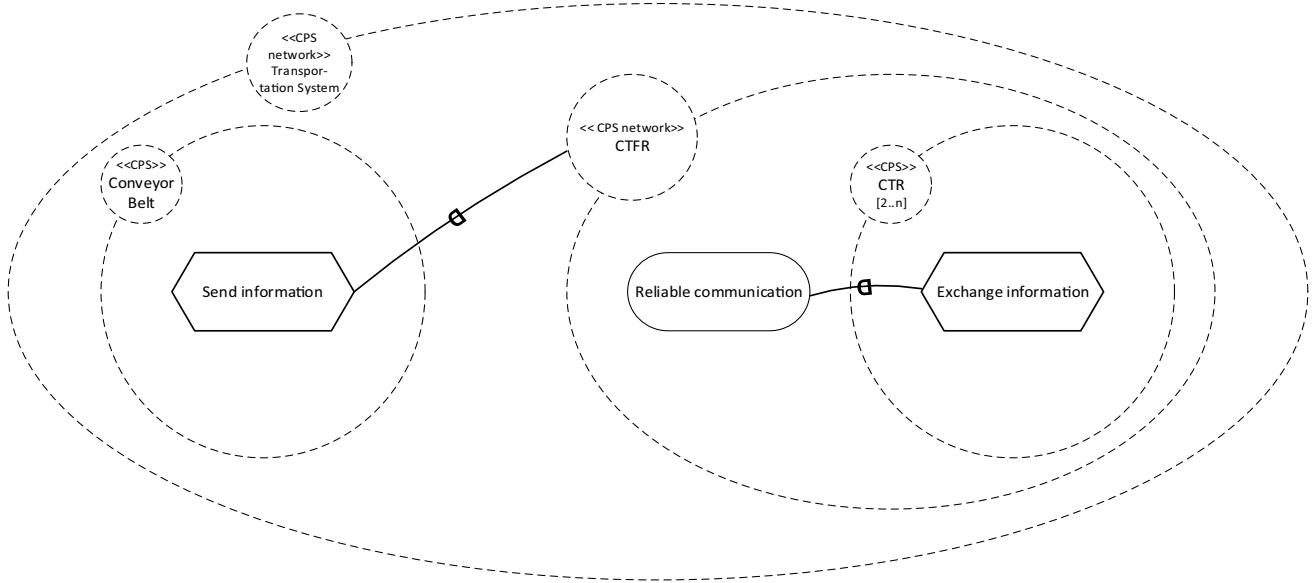 <<CPS
network>>
Transpor-
tation System
<<CPS>>
Conveyor
Belt
<< CPS network>>
CTFR
<<CPS>>
CTR
[2..n]
D
Send information
Reliable communication
D
Exchange information